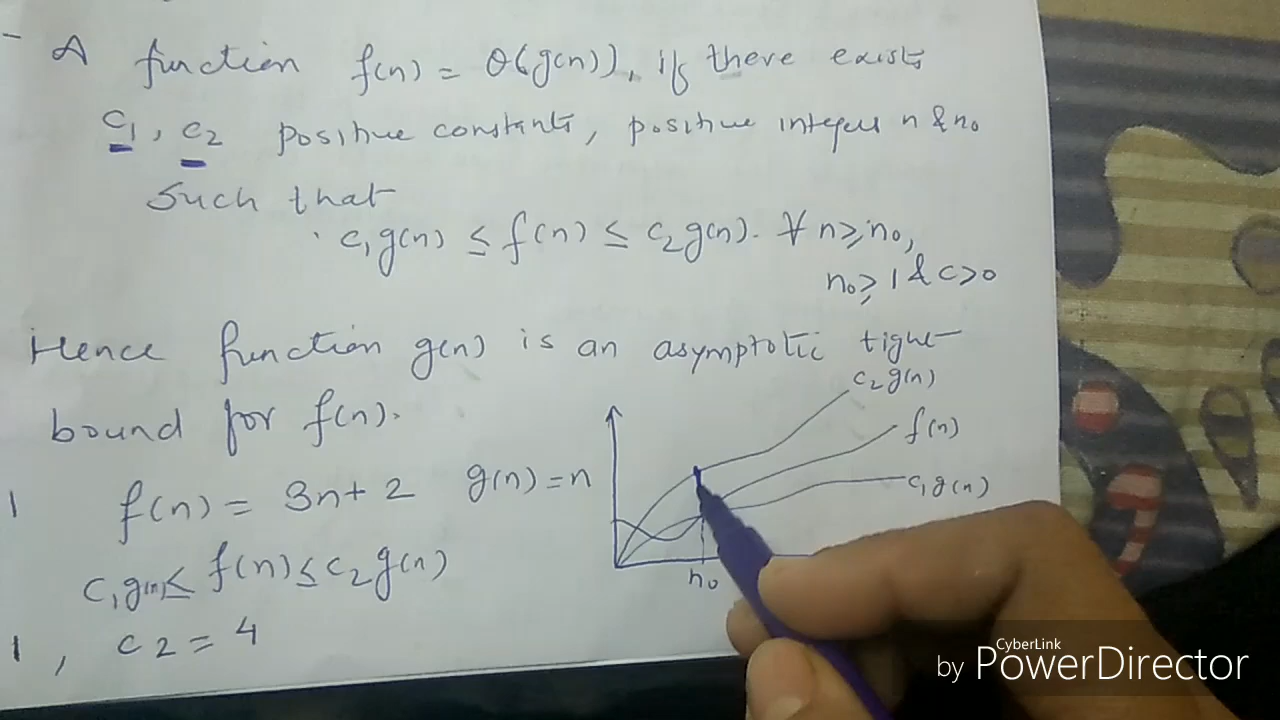 - A function f(n) = θ(g(n)), if there exists
c1, c2 positive constants, positive integers n & n0
such that
c1g(n) ≤ f(n) ≤ c2g(n). ∀ n≥n0,
n0≥1 & c>0
Hence function g(n) is an asymptotic tight
bound for f(n).
c2g(n)
f(n)
c1g(n)
n0
1 f(n) = 3n+2 g(n)=n
c1g(n)≤ f(n)≤c2g(n)
1, c2=4
CyberLink
by PowerDirector